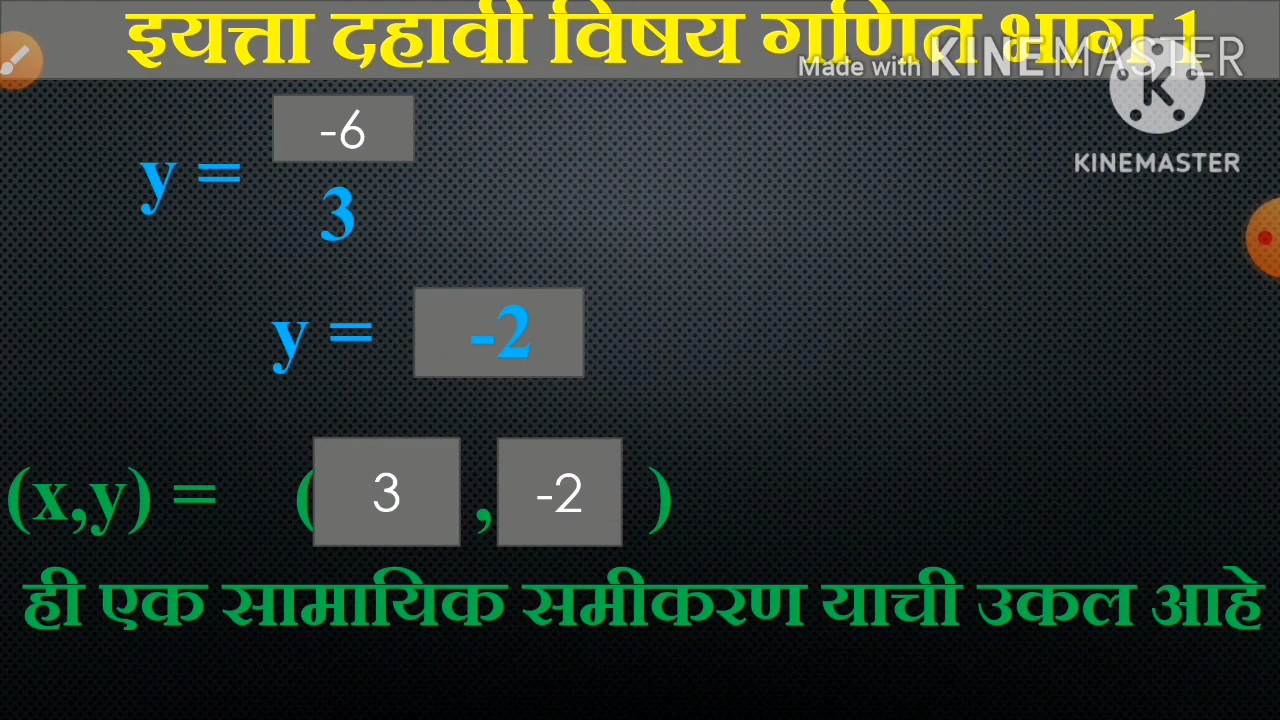 इयत्ता दहावी विषय गणित भाग 1
Made with KINEMASTER
KINEMASTER
y = -6
3
y = -2
(x,y) = ( 3 , -2 )
ही एक सामायिक समीकरण याची उकल आहे